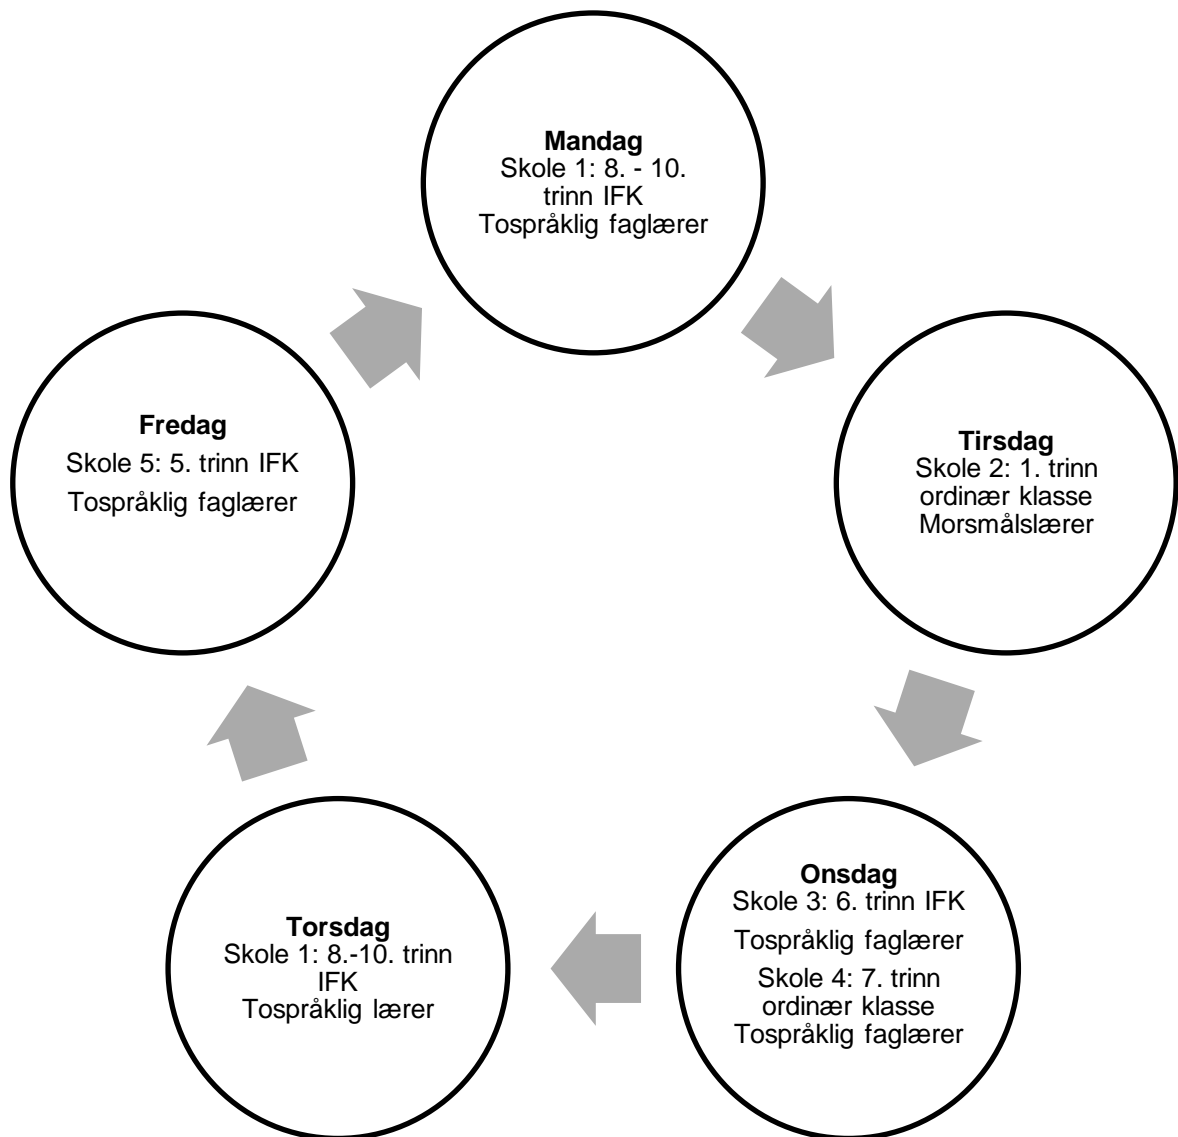 Mandag
Skole 1: 8. - 10.
trinn IFK
Tospråklig faglærer
Tirsdag
Skole 2: 1. trinn
ordinær klasse
Morsmålslærer
Onsdag
Skole 3: 6. trinn IFK
Tospråklig faglærer
Skole 4: 7. trinn
ordinær klasse
Tospråklig faglærer
Torsdag
Skole 1: 8.-10. trinn
IFK
Tospråklig lærer
Fredag
Skole 5: 5. trinn IFK
Tospråklig faglærer